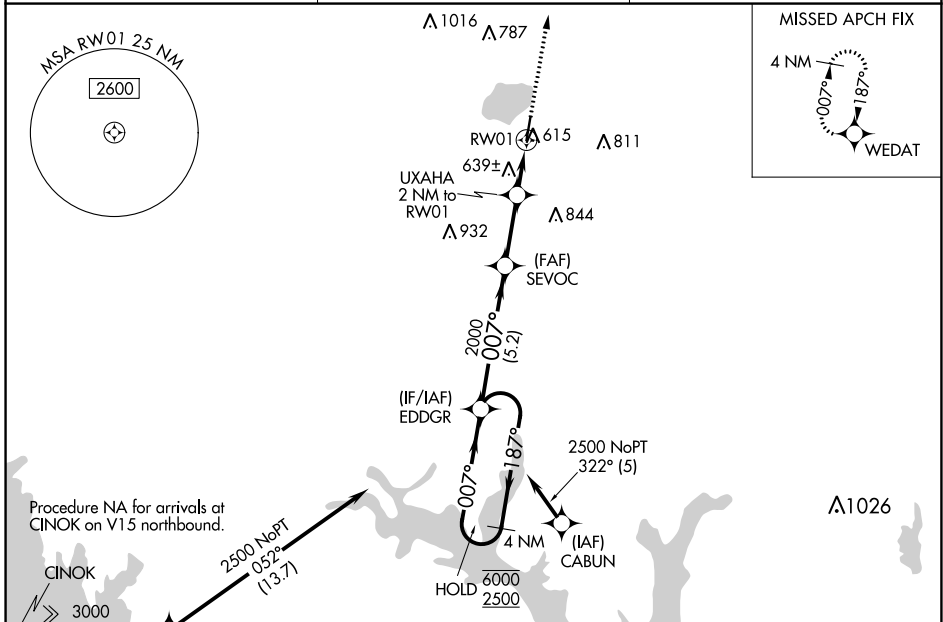 MSA RW01 25 NM
2600
1016
787
MISSED APCH FIX
4 NM
007°
187°
WEDAT
RW01
615
811
639±
UXAHA
2 NM to
RW01
844
932
(FAF)
SEVOC
2000
007°
(5.2)
(IF/IAF)
EDDGR
187°
007°
2500 NoPT
322° (5)
Procedure NA for arrivals at
CINOK on V15 northbound.
1026
2500 NoPT
052°
(13.7)
4 NM
(IAF)
CABUN
HOLD
6000
2500
CINOK
3000